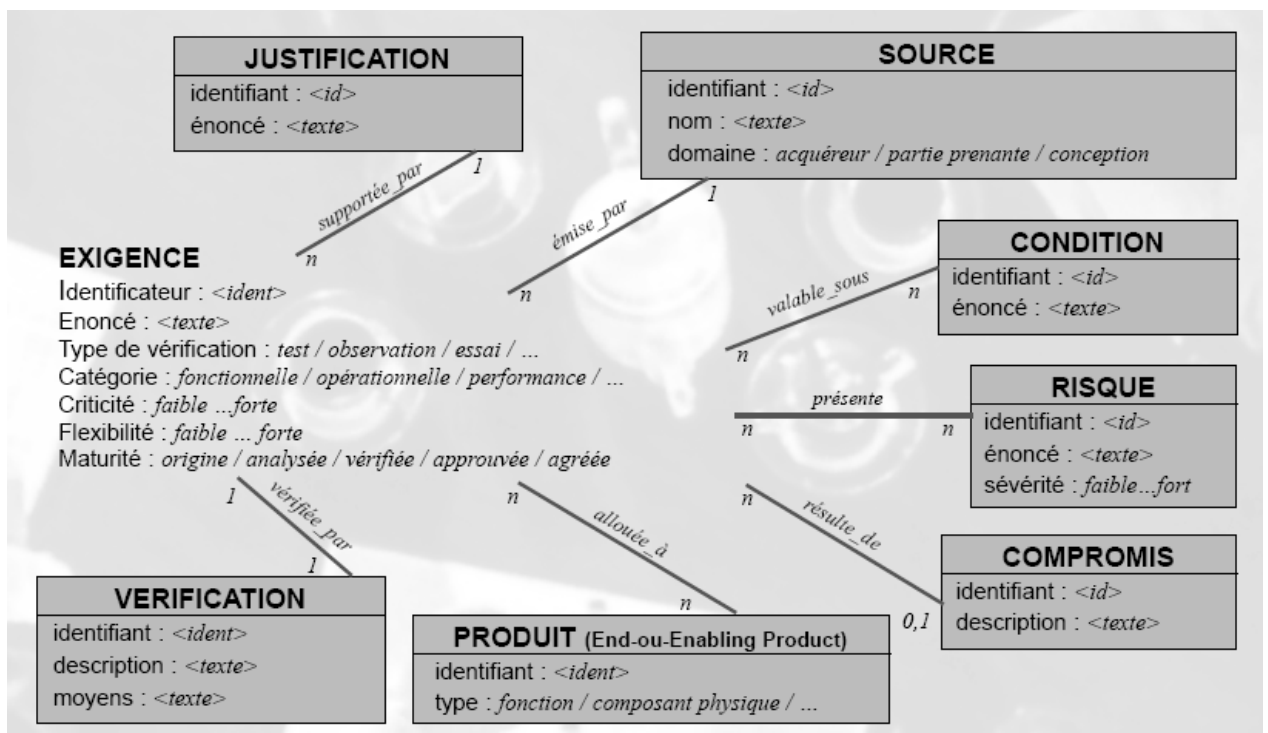 JUSTIFICATION
identifiant : <id>
énoncé : <texte>
SOURCE
identifiant : <id>
nom : <texte>
domaine : acquéreur / partie prenante / conception
supportée_par
1
n
émise_par
1
n
EXIGENCE
Identificateur : <ident>
Enoncé : <texte>
Type de vérification : test / observation / essai / ...
Catégorie : fonctionnelle / opérationnelle / performance / ...
Criticité : faible ...forte
Flexibilité : faible ... forte
Maturité : origine / analysée / vérifiée / approuvée / agréée
valable_sous
n
n
CONDITION
identifiant : <id>
énoncé : <texte>
présente
n
n
RISQUE
identifiant : <id>
énoncé : <texte>
sévérité : faible...fort
1
vérifiée_par
1
n
allouée_à
n
n
résulte_de
0,1
COMPROMIS
identifiant : <id>
description : <texte>
VERIFICATION
identifiant : <ident>
description : <texte>
moyens : <texte>
PRODUIT (End-ou-Enabling Product)
identifiant : <ident>
type : fonction / composant physique / ...